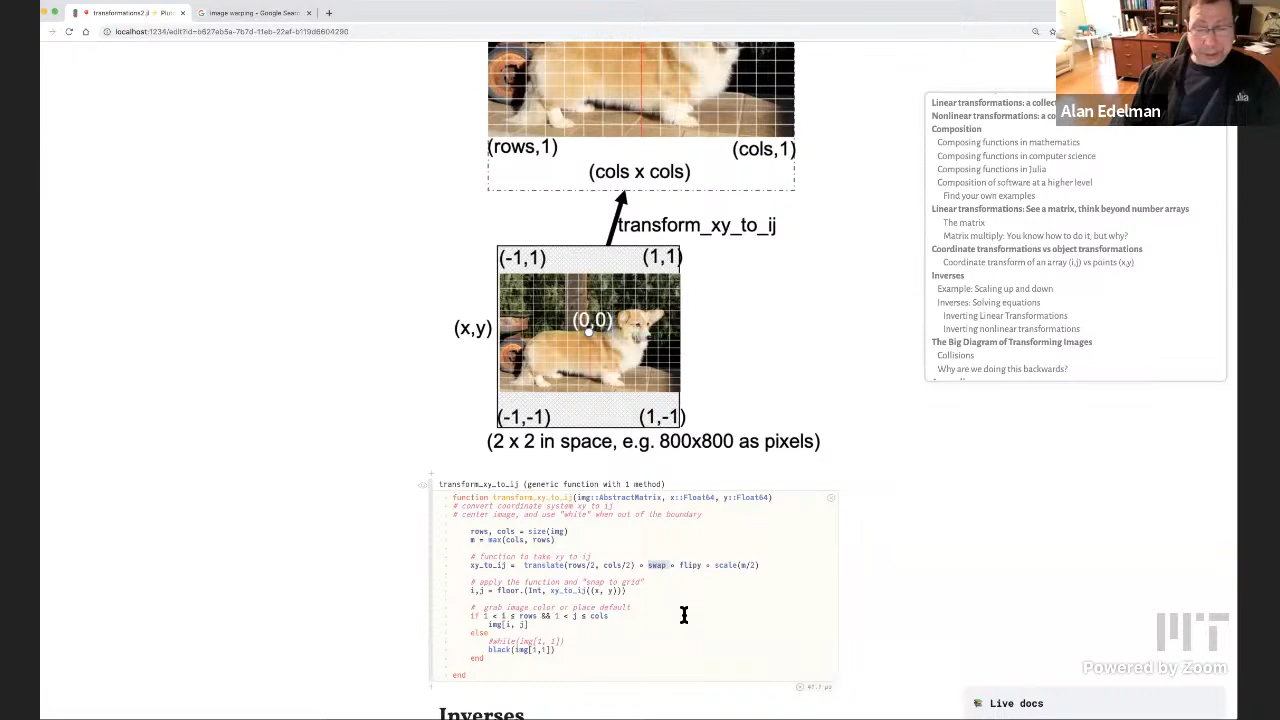 transformations2.jl
image warping - Google Sear
localhost:1234/edit?id=b627eb5a-7b7d-11eb-22ef-b119d6604290
Alan Edelman
(rows,1)
(cols,1)
(cols x cols)
transform_xy_to_ij
(-1,1)
(1,1)
(0,0)
(x,y)
(-1,-1)
(1,-1)
(2 x 2 in space, e.g. 800x800 as pixels)
transform_xy_to_ij (generic function with 1 method)
function transform_xy_to_ij(img::AbstractMatrix, x::Float64, y::Float64)
# convert coordinate system xy to ij
# center image, and use "white" when out of the boundary
rows, cols = size(img)
m = max(cols, rows)
# function to take xy to ij
xy_to_ij =  translate(rows/2, cols/2) ∘ swap ∘ flipy ∘ scale(m/2)
# apply the function and "snap to grid"
i,j = floor.(Int, xy_to_ij((x, y)))
#  grab image color or place default
if 1 < i ≤ rows && 1 < j ≤ cols
img[i, j]
else
#white(img[1, 1])
black(img[1,1])
end
end
47.7 μs
Inverses
Linear transformations: a collec
Nonlinear transformations: a co
Composition
Composing functions in mathematics
Composing functions in computer science
Composing functions in Julia
Composition of software at a higher level
Find your own examples
Linear transformations: See a matrix, think beyond number arrays
The matrix
Matrix multiply: You know how to do it, but why?
Coordinate transformations vs object transformations
Coordinate transform of an array (i,j) vs points (x,y)
Inverses
Example: Scaling up and down
Inverses: Solving equations
Inverting Linear Transformations
Inverting nonlinear transformations
The Big Diagram of Transforming Images
Collisions
Why are we doing this backwards?
MIT
Powered by Zoom
Live docs